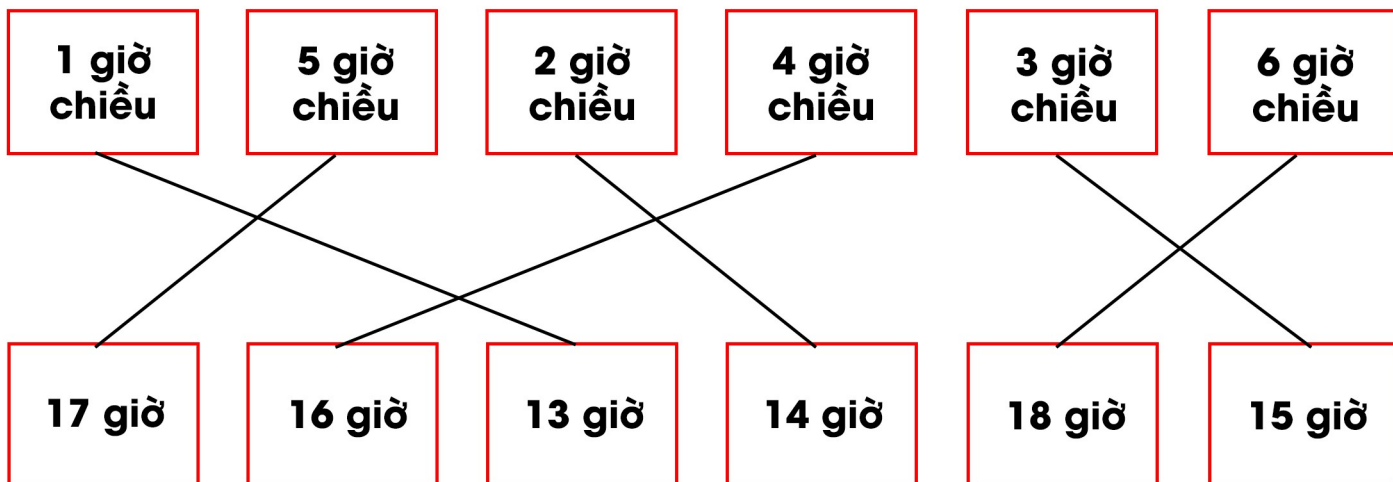 1 giờ
chiều
5 giờ
chiều
2 giờ
chiều
4 giờ
chiều
3 giờ
chiều
6 giờ
chiều
17 giờ
16 giờ
13 giờ
14 giờ
18 giờ
15 giờ